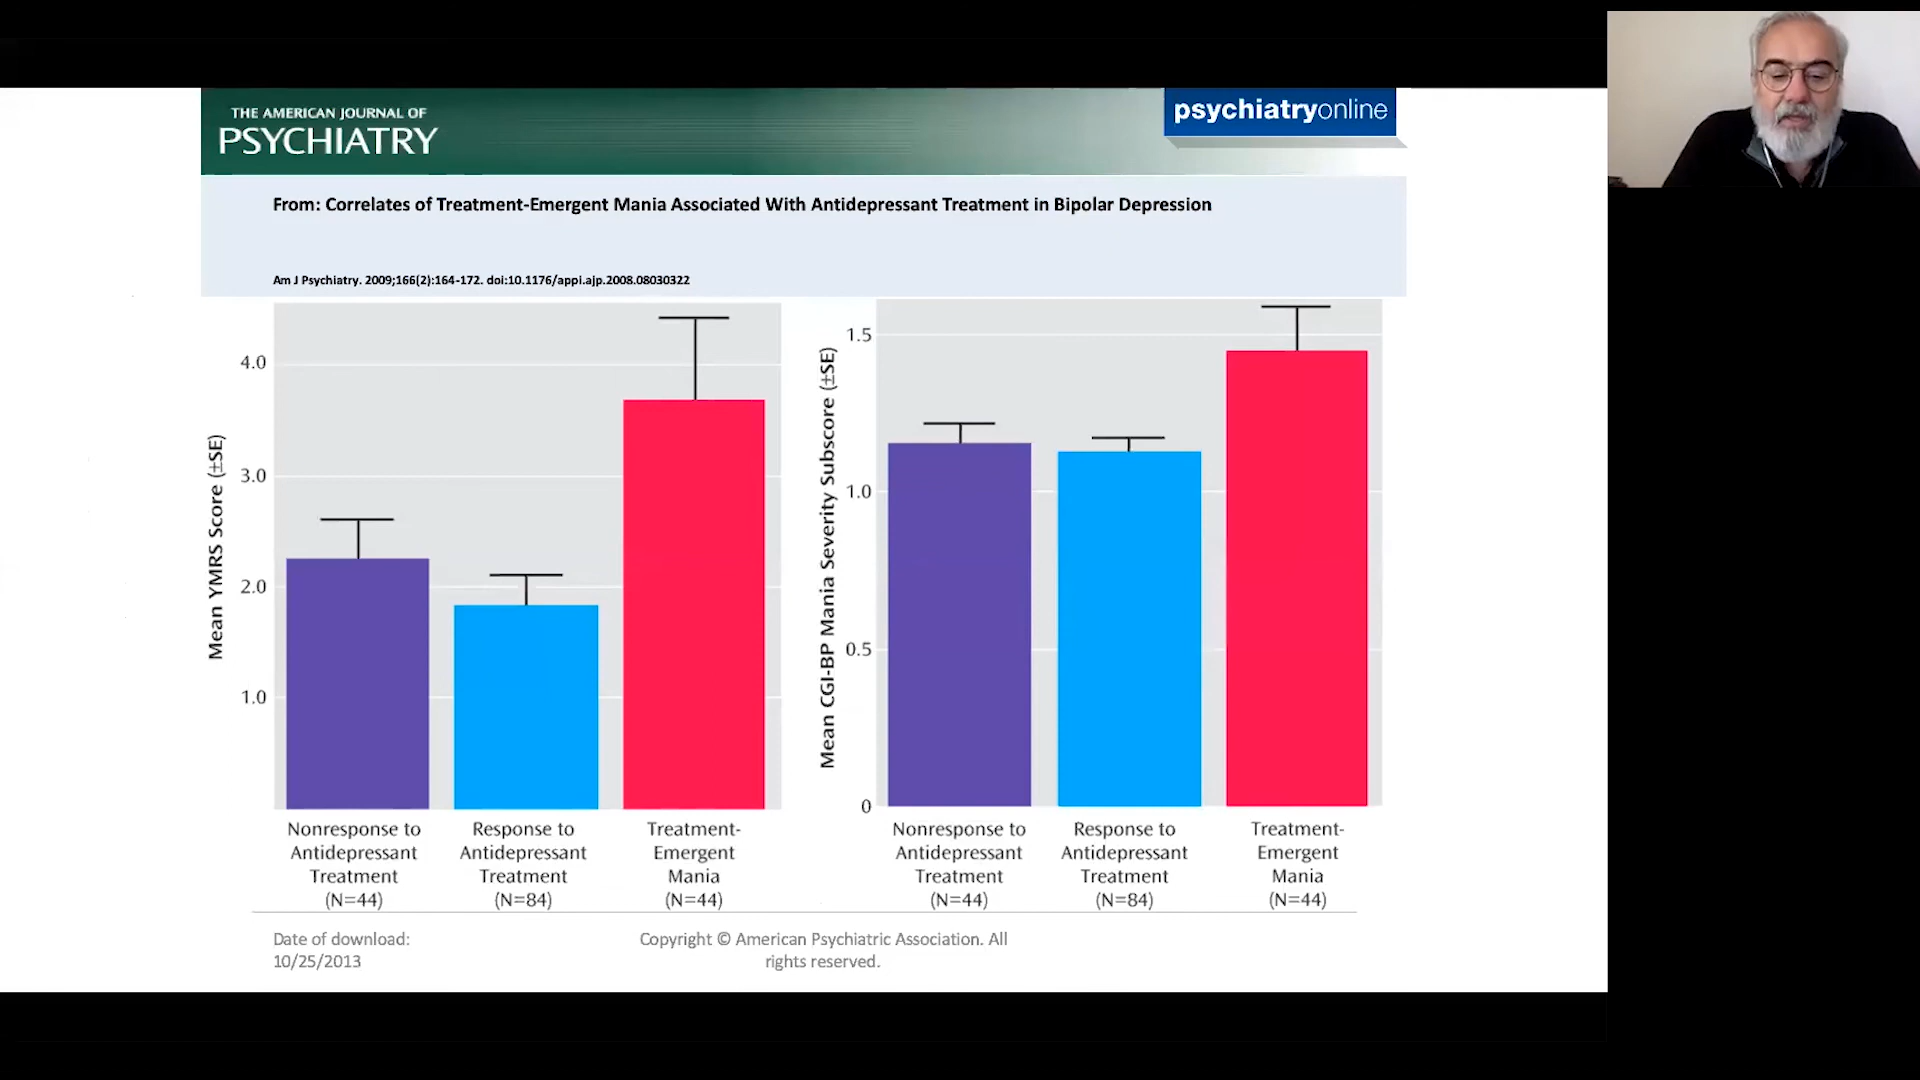 THE AMERICAN JOURNAL OF
PSYCHIATRY
psychiatryonline
From: Correlates of Treatment-Emergent Mania Associated With Antidepressant Treatment in Bipolar Depression
Am J Psychiatry. 2009;166(2):164-172. doi:10.1176/appi.ajp.2008.08030322
Mean YMRS Score (±SE)
4.0
3.0
2.0
1.0
Nonresponse to
Antidepressant
Treatment
(N=44)
Response to
Antidepressant
Treatment
(N=84)
Treatment-
Emergent
Mania
(N=44)
Mean CGI-BP Mania Severity Subscore (±SE)
1.5
1.0
0.5
0
Nonresponse to
Antidepressant
Treatment
(N=44)
Response to
Antidepressant
Treatment
(N=84)
Treatment-
Emergent
Mania
(N=44)
Date of download:
10/25/2013
Copyright © American Psychiatric Association. All
rights reserved.